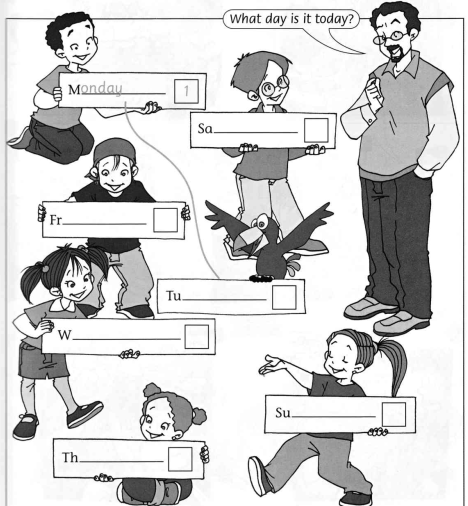 What day is it today?
Monday 1
Sa
Fr
Tu
W
Su
Th